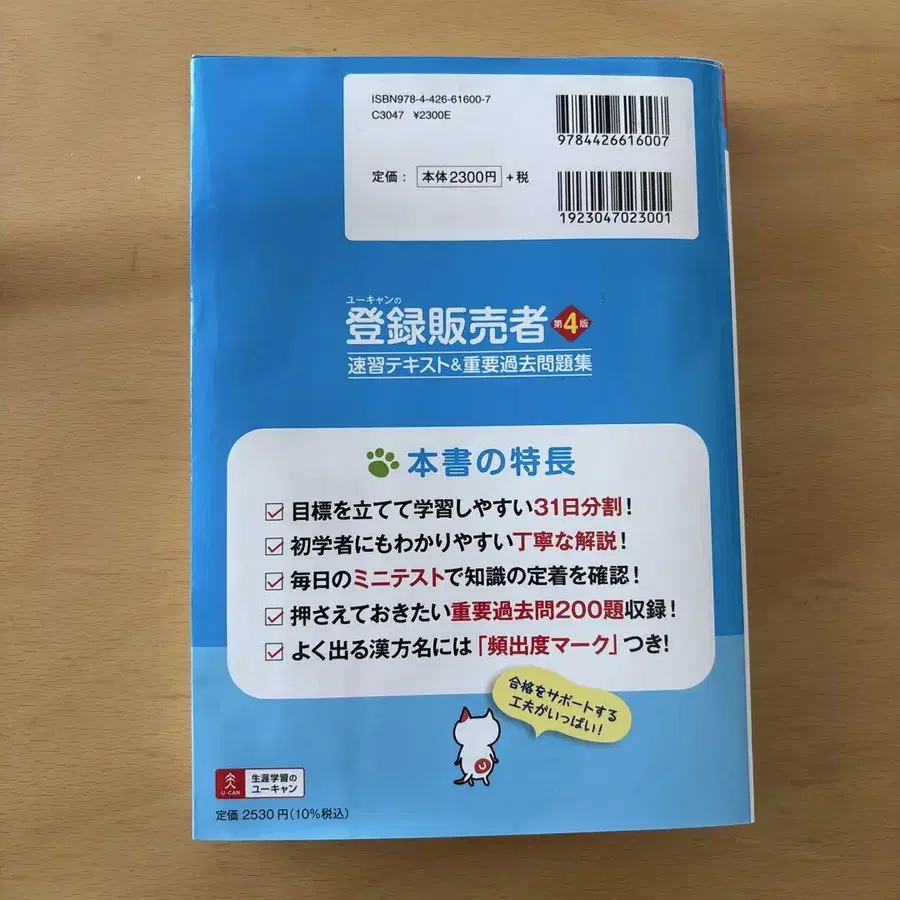 ISBN978-4-426-61600-7
C3047 ¥2300E
9784426616007
定価： 本体2300円 +税
1923047023001
ユーキャンの
登録販売者 第4版
速習テキスト&重要過去問題集
本書の特長
目標を立てて学習しやすい31日分割！
初学者にもわかりやすい丁寧な解説！
毎日のミニテストで知識の定着を確認！
押さえておきたい重要過去問200題収録！
よく出る漢方名には「頻出度マーク」つき！
合格をサポートする
工夫がいっぱい！
U-CAN
生涯学習の
ユーキャン
定価 2530円(10%税込)